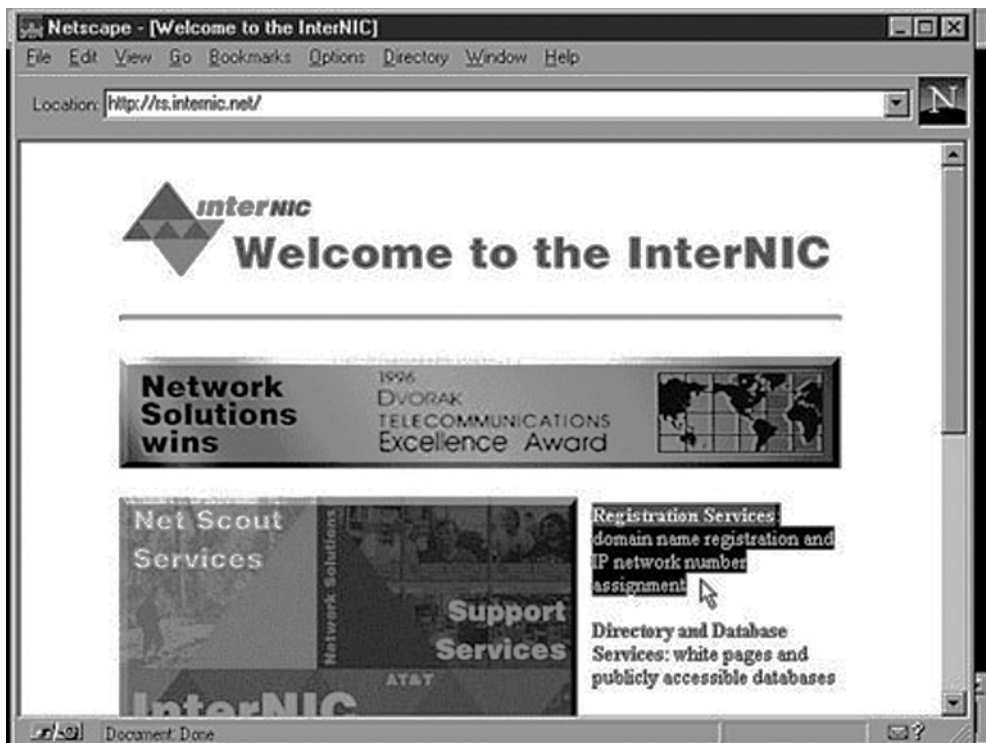 Netscape - [Welcome to the InterNIC]
File Edit View Go Bookmarks Options Directory Window Help
Location: http://rs.internic.net/
N
InterNIC
Welcome to the InterNIC
Network
Solutions
wins
1996
DVORAK
TELECOMMUNICATIONS
Excellence Award
Net Scout
Services
Network Solutions
Support
Services
AT&T
InterNIC
Registration Services:
domain name registration and
IP network number
assignment
Directory and Database
Services: white pages and
publicly accessible databases
Document: Done
?